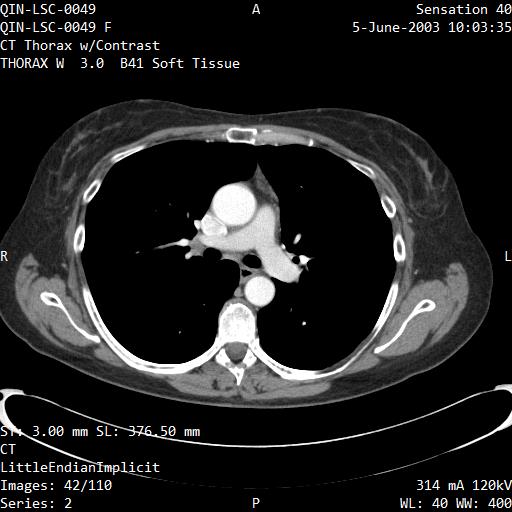 QIN-LSC-0049
A
Sensation 40
QIN-LSC-0049 F
5-June-2003 10:03:35
CT Thorax w/Contrast
THORAX W 3.0 B41 Soft Tissue
R
L
ST: 3.00 mm SL: 376.50 mm
CT
LittleEndianImplicit
Images: 42/110
314 mA 120kV
Series: 2
P
WL: 40 WW: 400